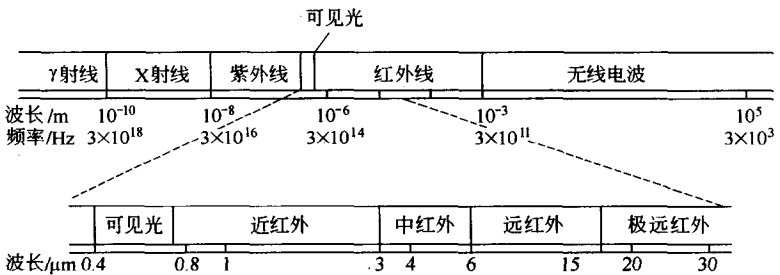 可见光
γ射线 X射线 紫外线 红外线 无线电波
波长/m 10⁻¹⁰ 10⁻⁸ 10⁻⁶ 10⁻³ 10⁵
频率/Hz 3×10¹⁸ 3×10¹⁶ 3×10¹⁴ 3×10¹¹ 3×10³
可见光 近红外 中红外 远红外 极远红外
波长/μm 0.4 0.8 1 3 4 6 15 20 30